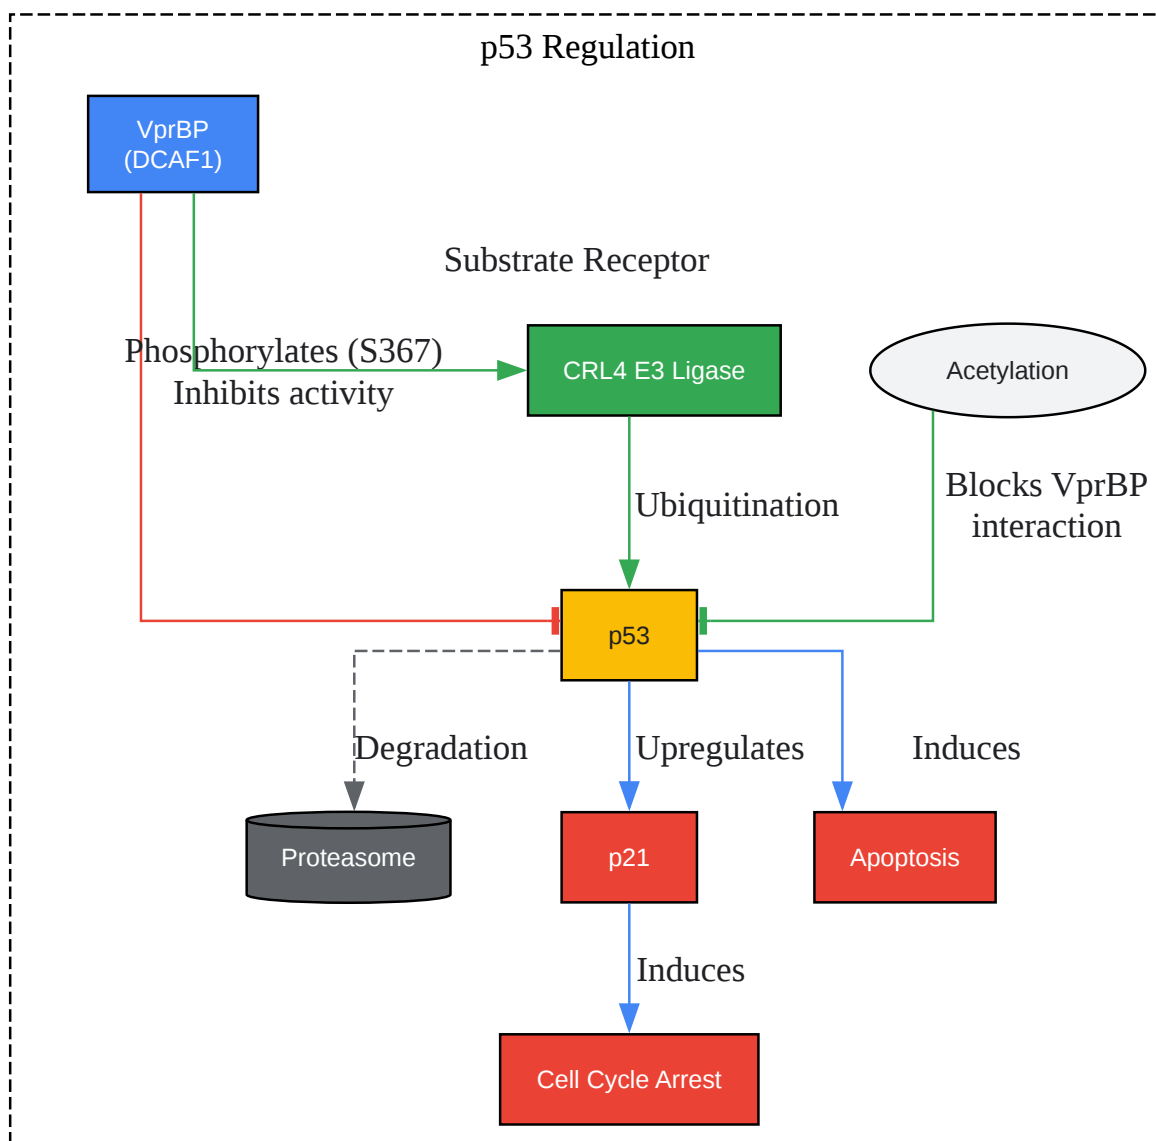 p53 Regulation
VprBP
(DCAF1)
Substrate Receptor
Phosphorylates (S367)
Inhibits activity
CRL4 E3 Ligase
Acetylation
Ubiquitination
Blocks VprBP
interaction
p53
Degradation
Upregulates
Induces
Proteasome
p21
Apoptosis
Induces
Cell Cycle Arrest